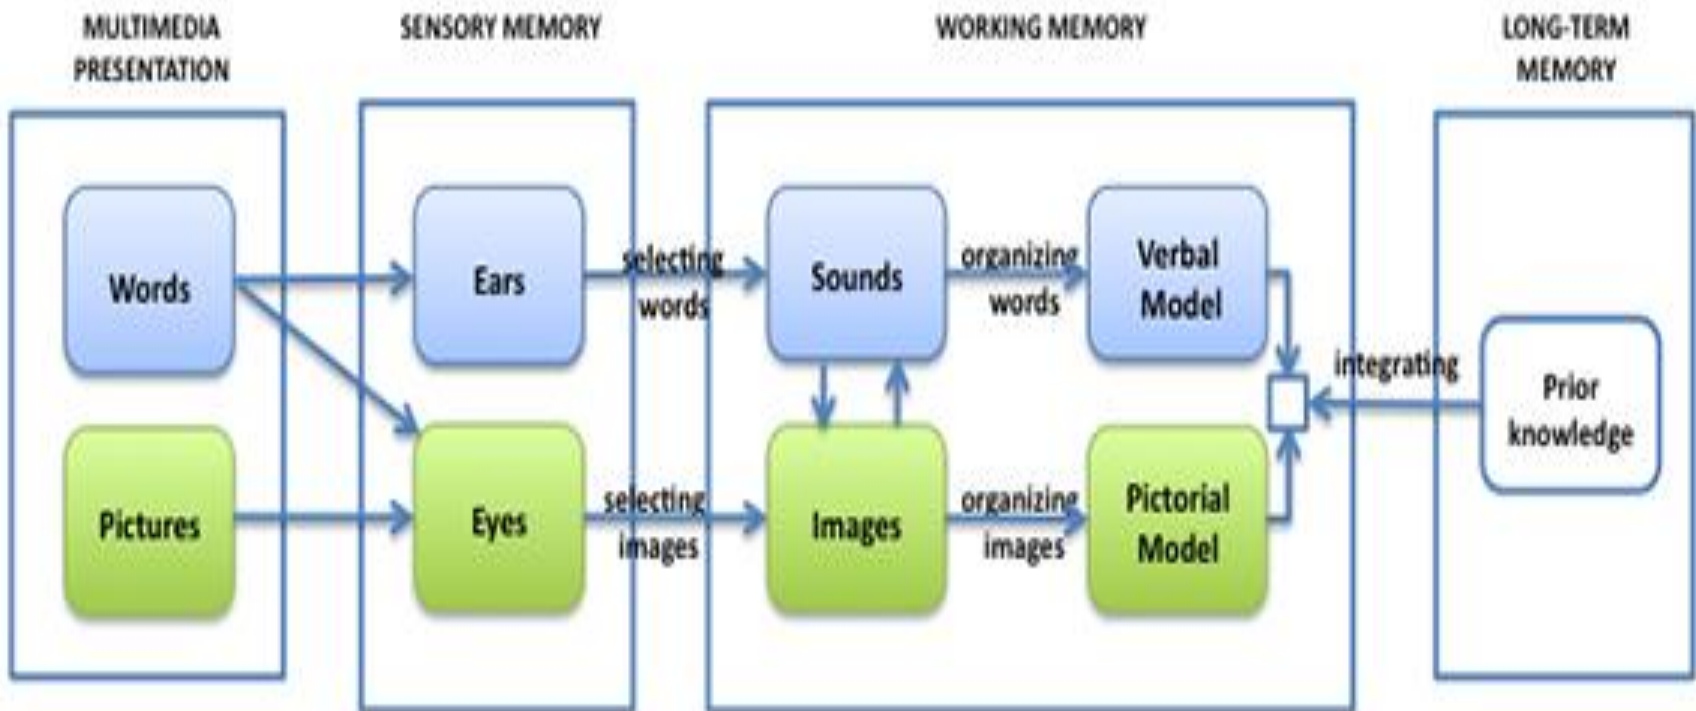 MULTIMEDIA
PRESENTATION
SENSORY MEMORY
WORKING MEMORY
LONG-TERM
MEMORY
Words
Ears
selecting
words
Sounds
organizing
words
Verbal
Model
integrating
Prior
knowledge
Pictures
Eyes
selecting
images
Images
organizing
images
Pictorial
Model